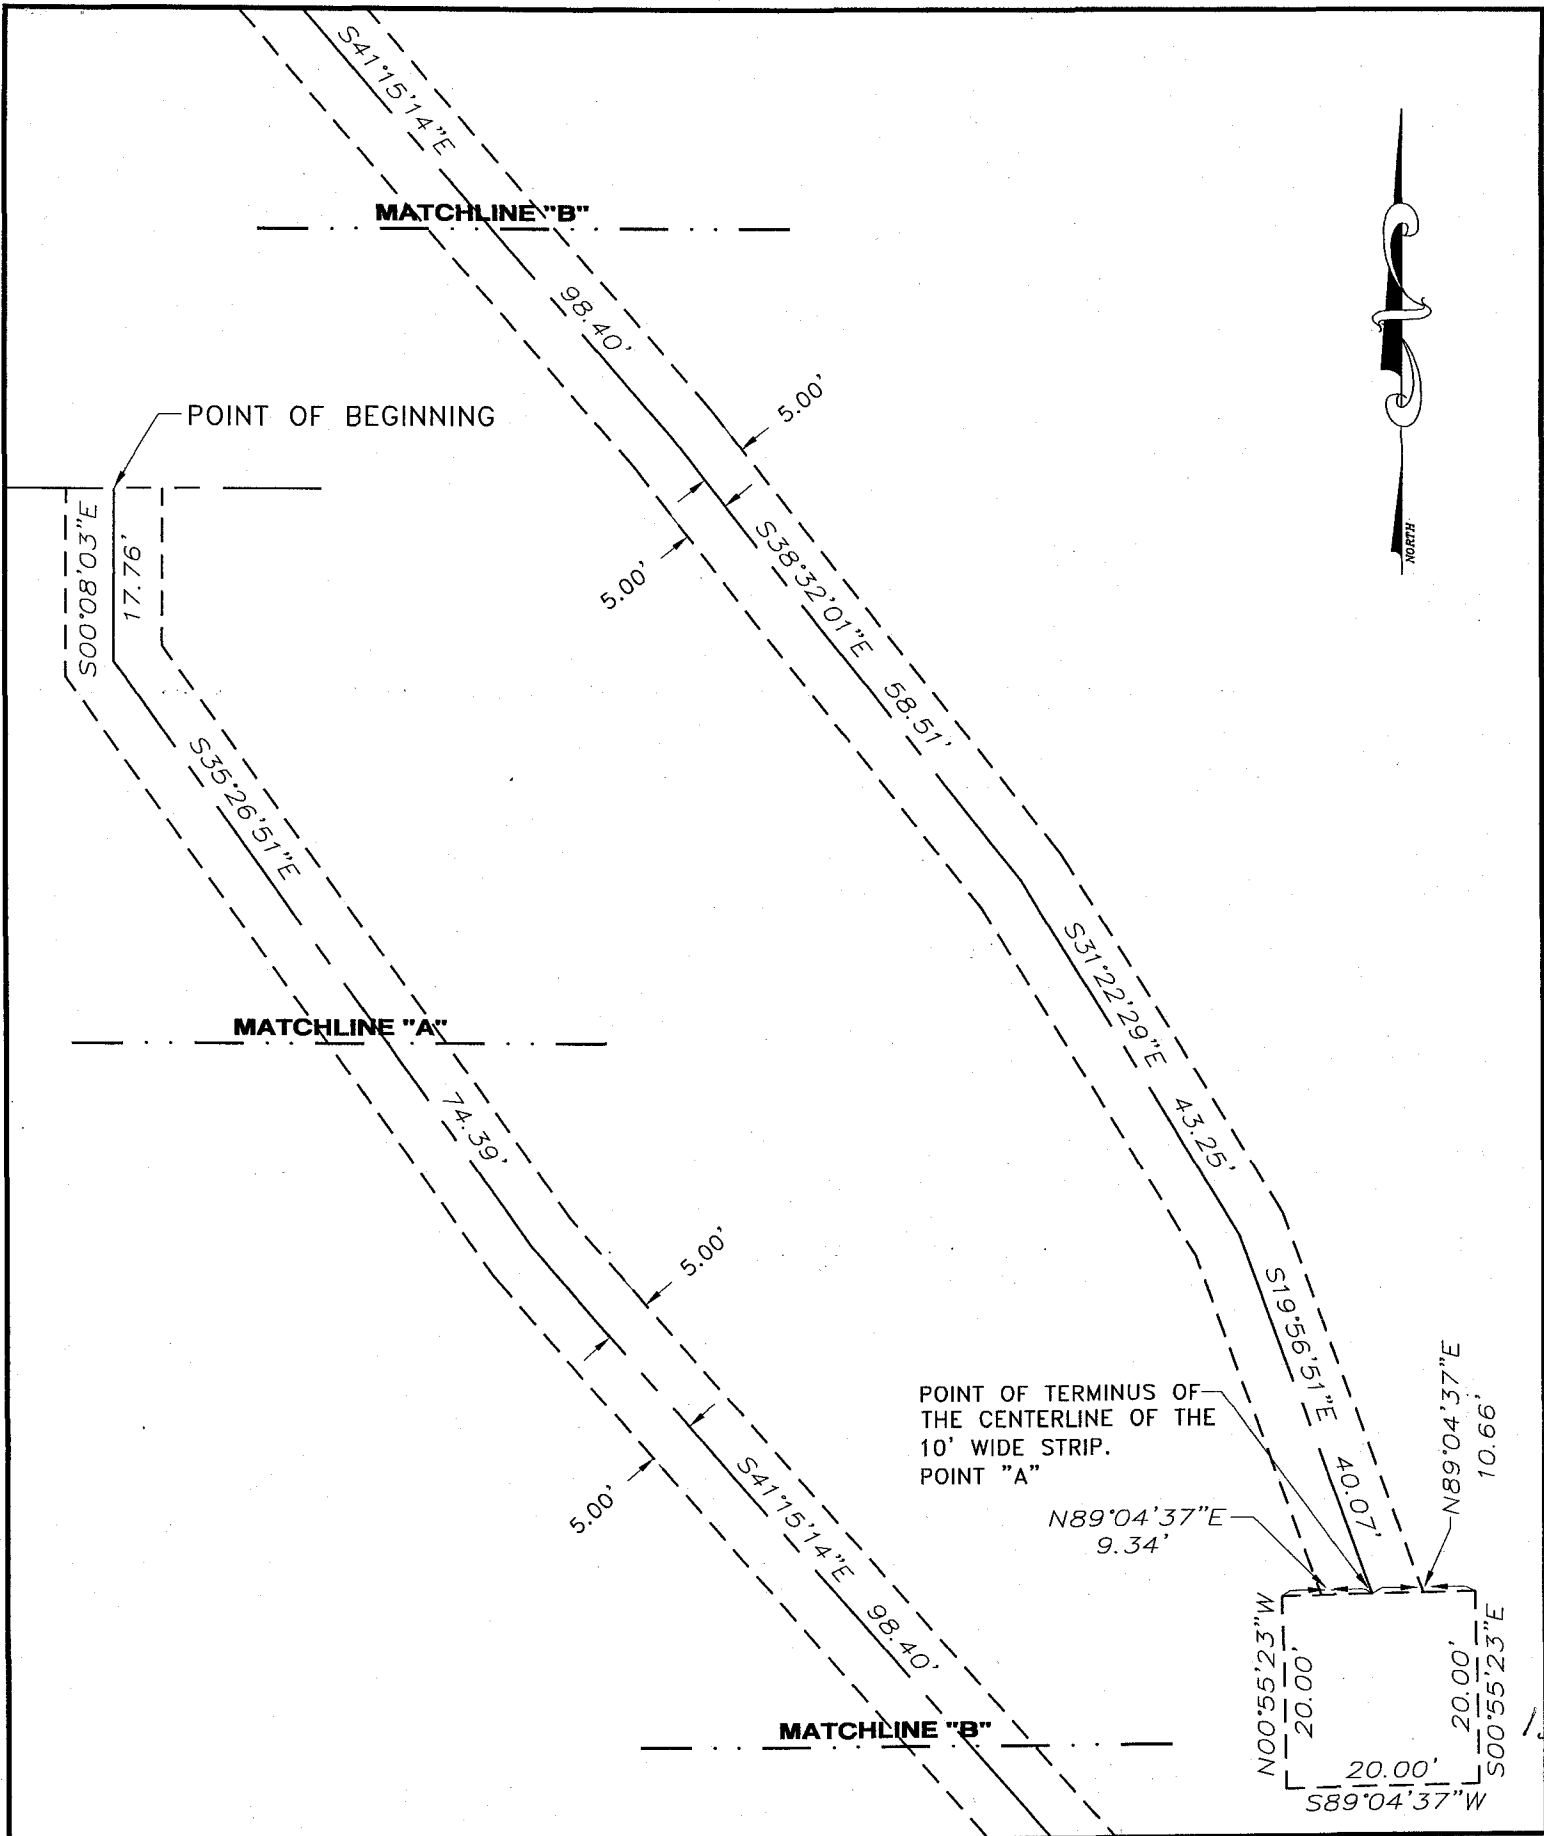 S41°15'14"E
MATCHLINE "B"
98.40'
5.00'
POINT OF BEGINNING
S00°08'03"E
17.76'
5.00'
S38°32'01"E
58.51'
NORTH
S35°26'51"E
S31°22'29"E
43.25'
MATCHLINE "A"
74.39'
5.00'
5.00'
S41°15'14"E
98.40'
MATCHLINE "B"
S19°56'51"E
40.07'
POINT OF TERMINUS OF
THE CENTERLINE OF THE
10' WIDE STRIP.
POINT "A"
N89°04'37"E
9.34'
N89°04'37"E
10.66'
N00°55'23"W
20.00'
20.00'
S00°55'23"E
20.00'
S89°04'37"W